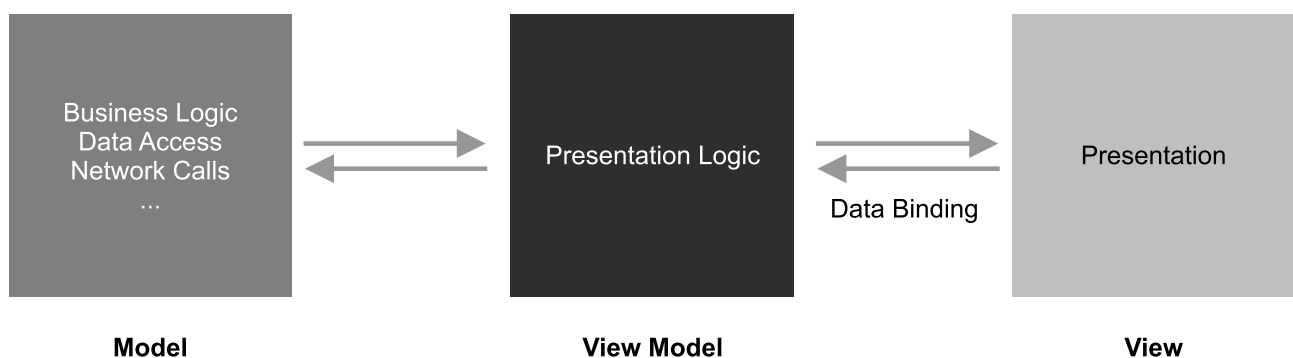 Business Logic
Data Access
Network Calls
...
Presentation Logic
Data Binding
Presentation
Model
View Model
View